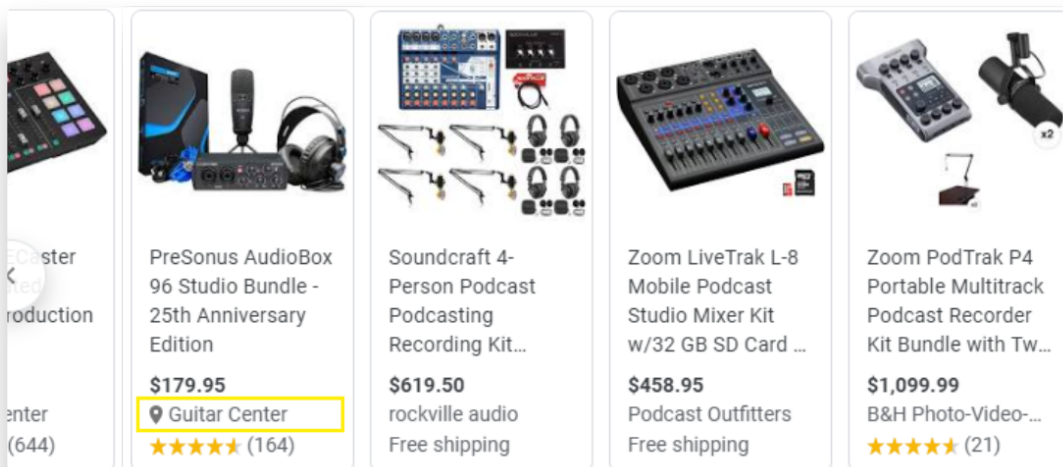 ECaster
ted
roduction
enter
(644)
PreSonus AudioBox
96 Studio Bundle -
25th Anniversary
Edition
$179.95
Guitar Center
(164)
Soundcraft 4-
Person Podcast
Podcasting
Recording Kit...
$619.50
rockville audio
Free shipping
Zoom LiveTrak L-8
Mobile Podcast
Studio Mixer Kit
w/32 GB SD Card ...
$458.95
Podcast Outfitters
Free shipping
x2
Zoom PodTrak P4
Portable Multitrack
Podcast Recorder
Kit Bundle with Tw...
$1,099.99
B&H Photo-Video-...
(21)